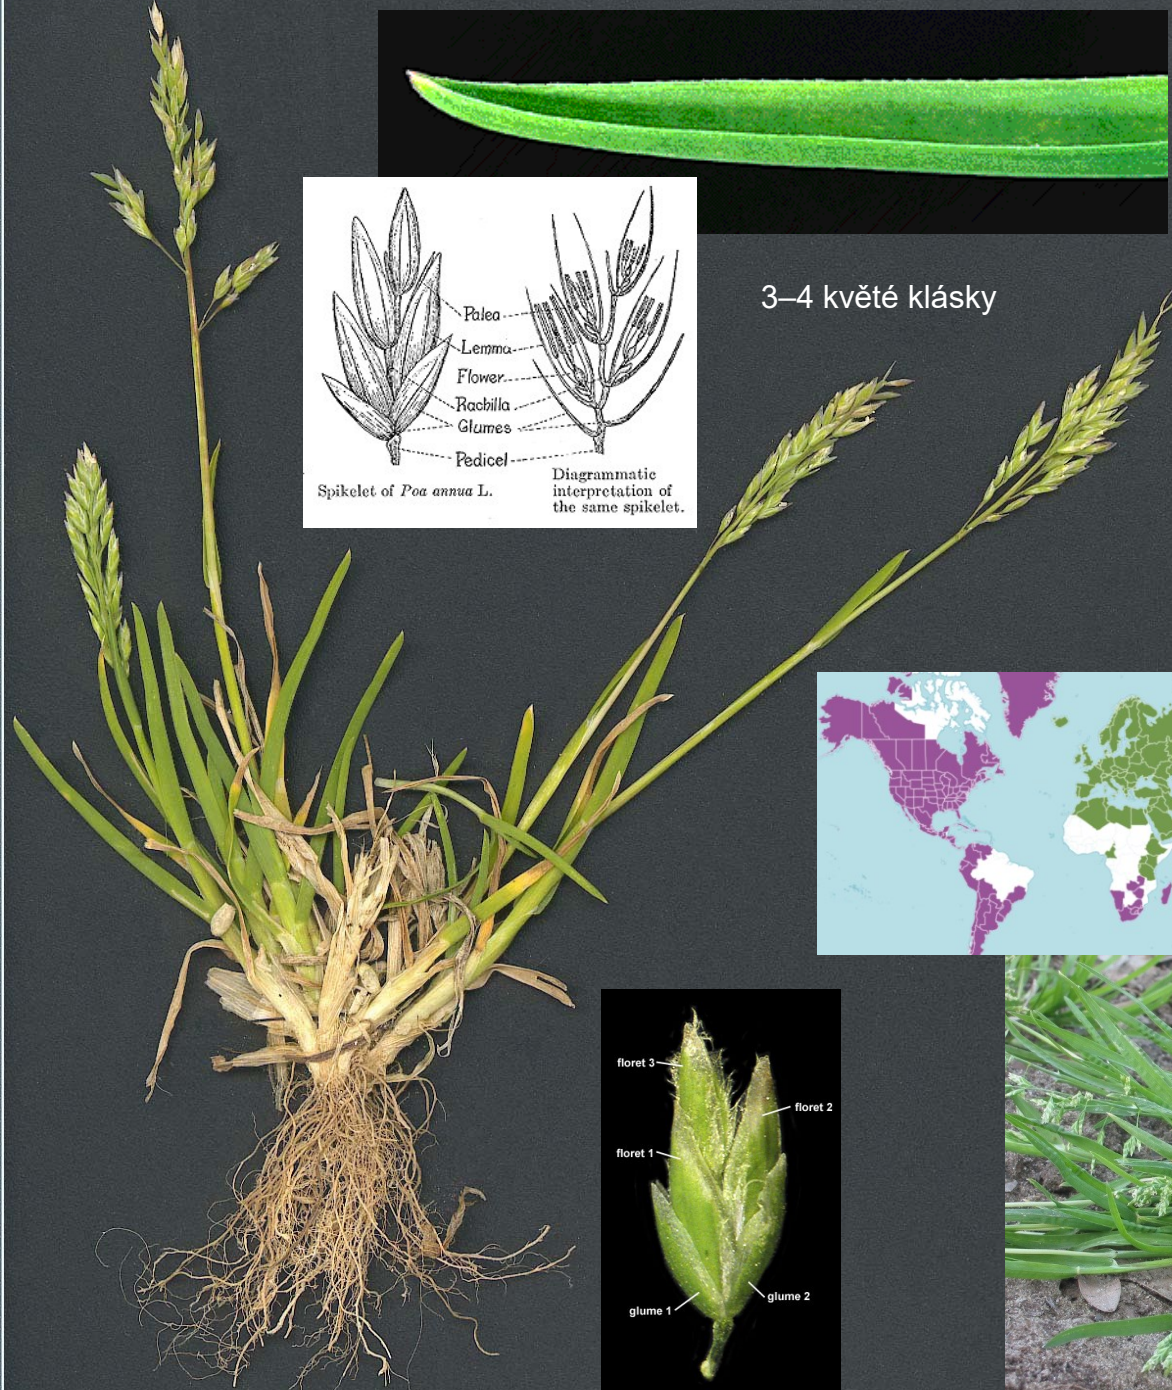 3–4 květé klásky
Palea
Lemma
Flower
Rachilla
Glumes
Pedicel
Spikelet of Poa annua L.
Diagrammatic
interpretation of
the same spikelet.
floret 3
floret 2
floret 1
glume 1
glume 2